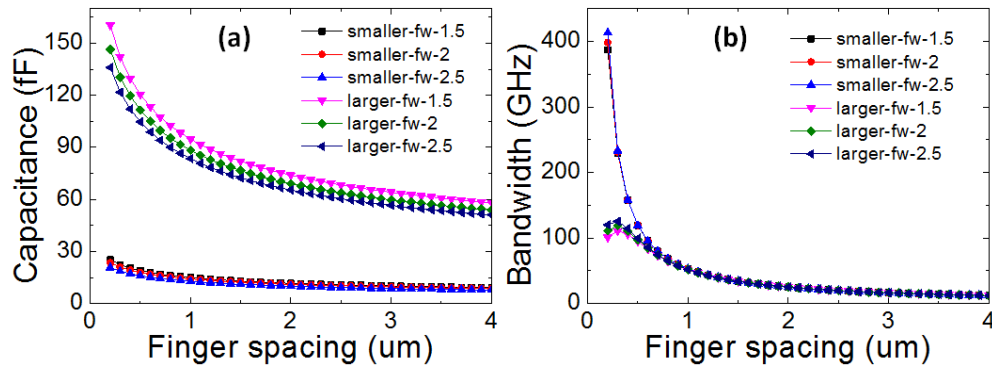 (a)
smaller-fw-1.5
smaller-fw-2
smaller-fw-2.5
larger-fw-1.5
larger-fw-2
larger-fw-2.5
Capacitance (fF)
150
120
90
60
30
0
0 1 2 3 4
Finger spacing (um)
(b)
smaller-fw-1.5
smaller-fw-2
smaller-fw-2.5
larger-fw-1.5
larger-fw-2
larger-fw-2.5
Bandwidth (GHz)
400
300
200
100
0
0 1 2 3 4
Finger spacing (um)